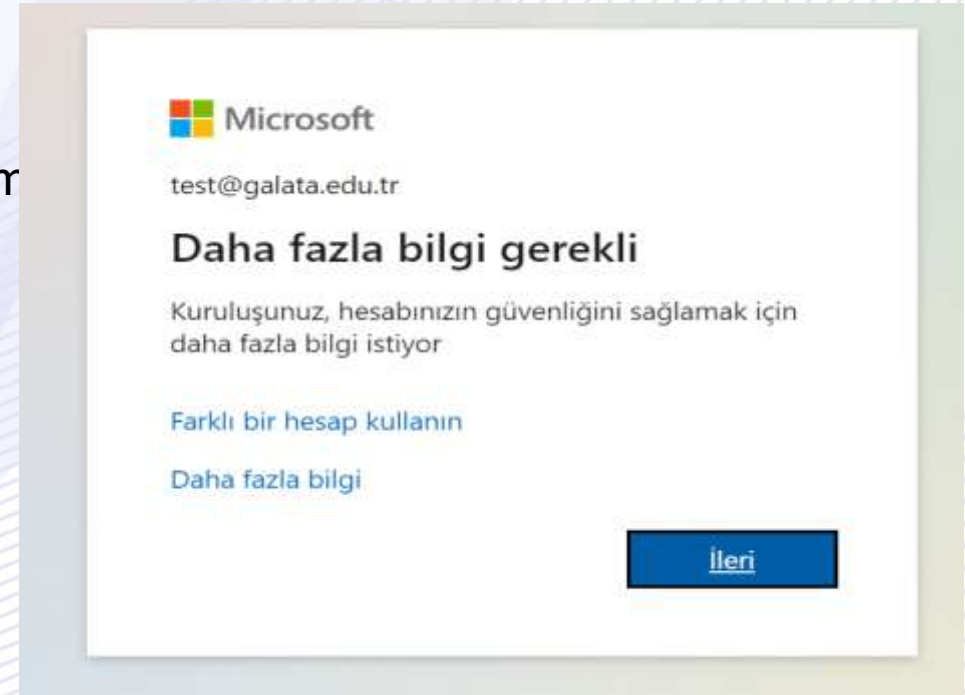 Microsoft
test@galata.edu.tr
Daha fazla bilgi gerekli
Kuruluşunuz, hesabınızın güvenliğini sağlamak için
daha fazla bilgi istiyor
Farklı bir hesap kullanın
Daha fazla bilgi
İleri